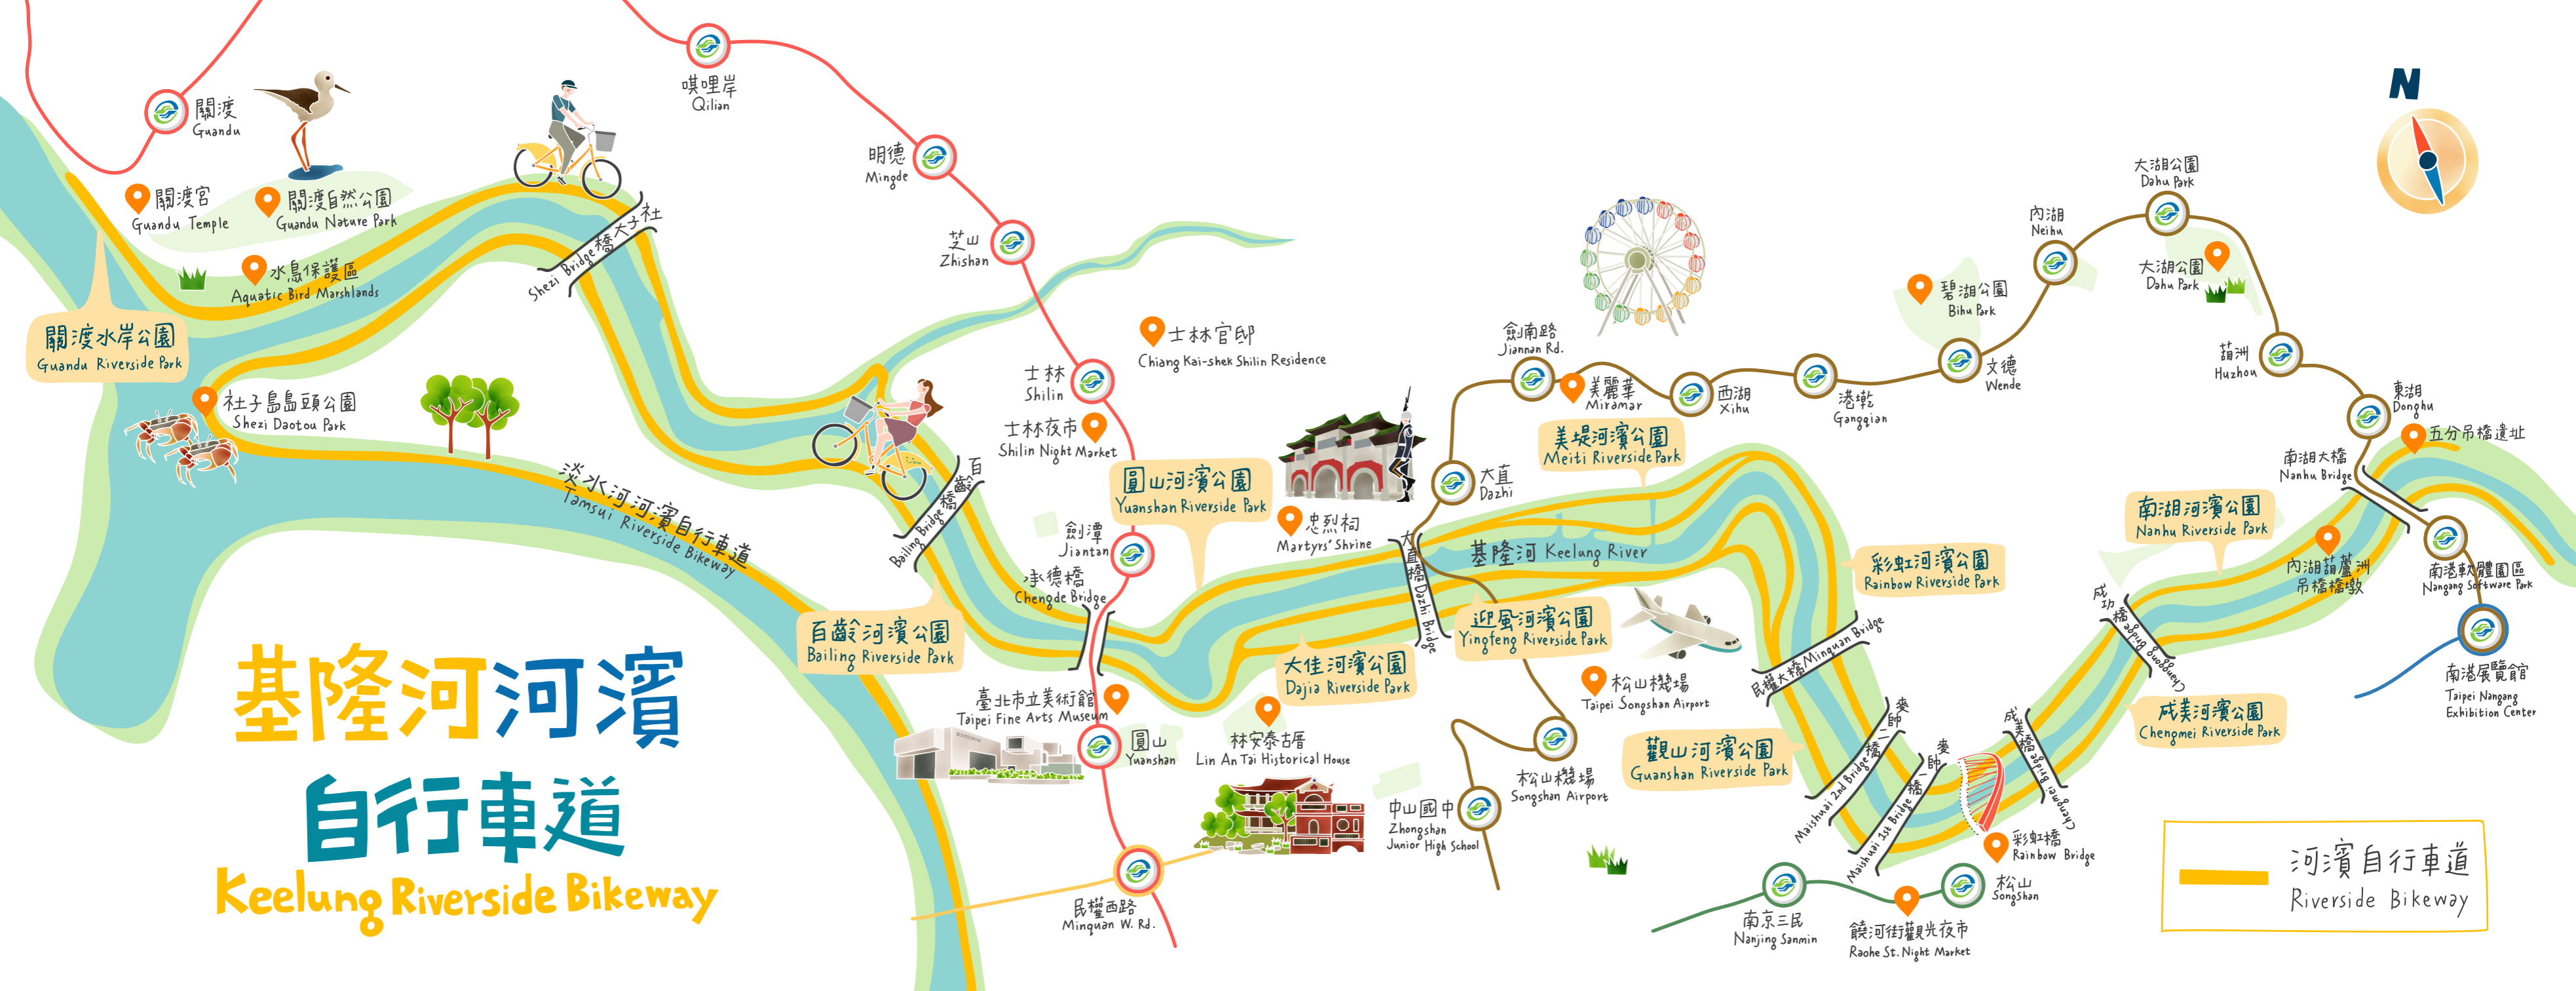 關渡
Guandu
關渡宮
Guandu Temple
關渡自然公園
Guandu Nature Park
水鳥保護區
Aquatic Bird Marshlands
關渡水岸公園
Guandu Riverside Park
社子島島頭公園
Shezi Daotou Park
社子大橋
Shezi Bridge
淡水河河濱自行車道
Tamsui Riverside Bikeway
基隆河河濱
自行車道
Keelung Riverside Bikeway
唭哩岸
Qilian
明德
Mingde
芝山
Zhishan
士林
Shilin
士林官邸
Chiang Kai-shek Shilin Residence
士林夜市
Shilin Night Market
百齡橋
Bailing Bridge
百齡河濱公園
Bailing Riverside Park
劍潭
Jiantan
承德橋
Chengde Bridge
圓山河濱公園
Yuanshan Riverside Park
忠烈祠
Martyrs' Shrine
臺北市立美術館
Taipei Fine Arts Museum
圓山
Yuanshan
林安泰古厝
Lin An Tai Historical House
民權西路
Minquan W. Rd.
大佳河濱公園
Dajia Riverside Park
大直
Dazhi
大直橋 Dazhi Bridge
基隆河 Keelung River
劍南路
Jiannan Rd.
美麗華
Miramar
美堤河濱公園
Meiti Riverside Park
西湖
Xihu
港墘
Gangqian
迎風河濱公園
Yingfeng Riverside Park
松山機場
Taipei Songshan Airport
松山機場
Songshan Airport
中山國中
Zhongshan
Junior High School
彩虹河濱公園
Rainbow Riverside Park
民權大橋 Minquan Bridge
觀山河濱公園
Guanshan Riverside Park
麥帥二橋
Maishuai 2nd Bridge
麥帥一橋
Maishuai 1st Bridge
成美橋
Chengmei Bridge
彩虹橋
Rainbow Bridge
南京三民
Nanjing Sanmin
饒河街觀光夜市
Raohe St. Night Market
松山
Songshan
碧湖公園
Bihu Park
文德
Wende
內湖
Neihu
大湖公園
Dahu Park
大湖公園
Dahu Park
葫洲
Huzhou
東湖
Donghu
五分吊橋遺址
南湖大橋
Nanhu Bridge
南湖河濱公園
Nanhu Riverside Park
內湖葫蘆洲
吊橋橋墩
成功橋
Chenggong Bridge
成美河濱公園
Chengmei Riverside Park
南港軟體園區
Nangang Software Park
南港展覽館
Taipei Nangang
Exhibition Center
N
河濱自行車道
Riverside Bikeway